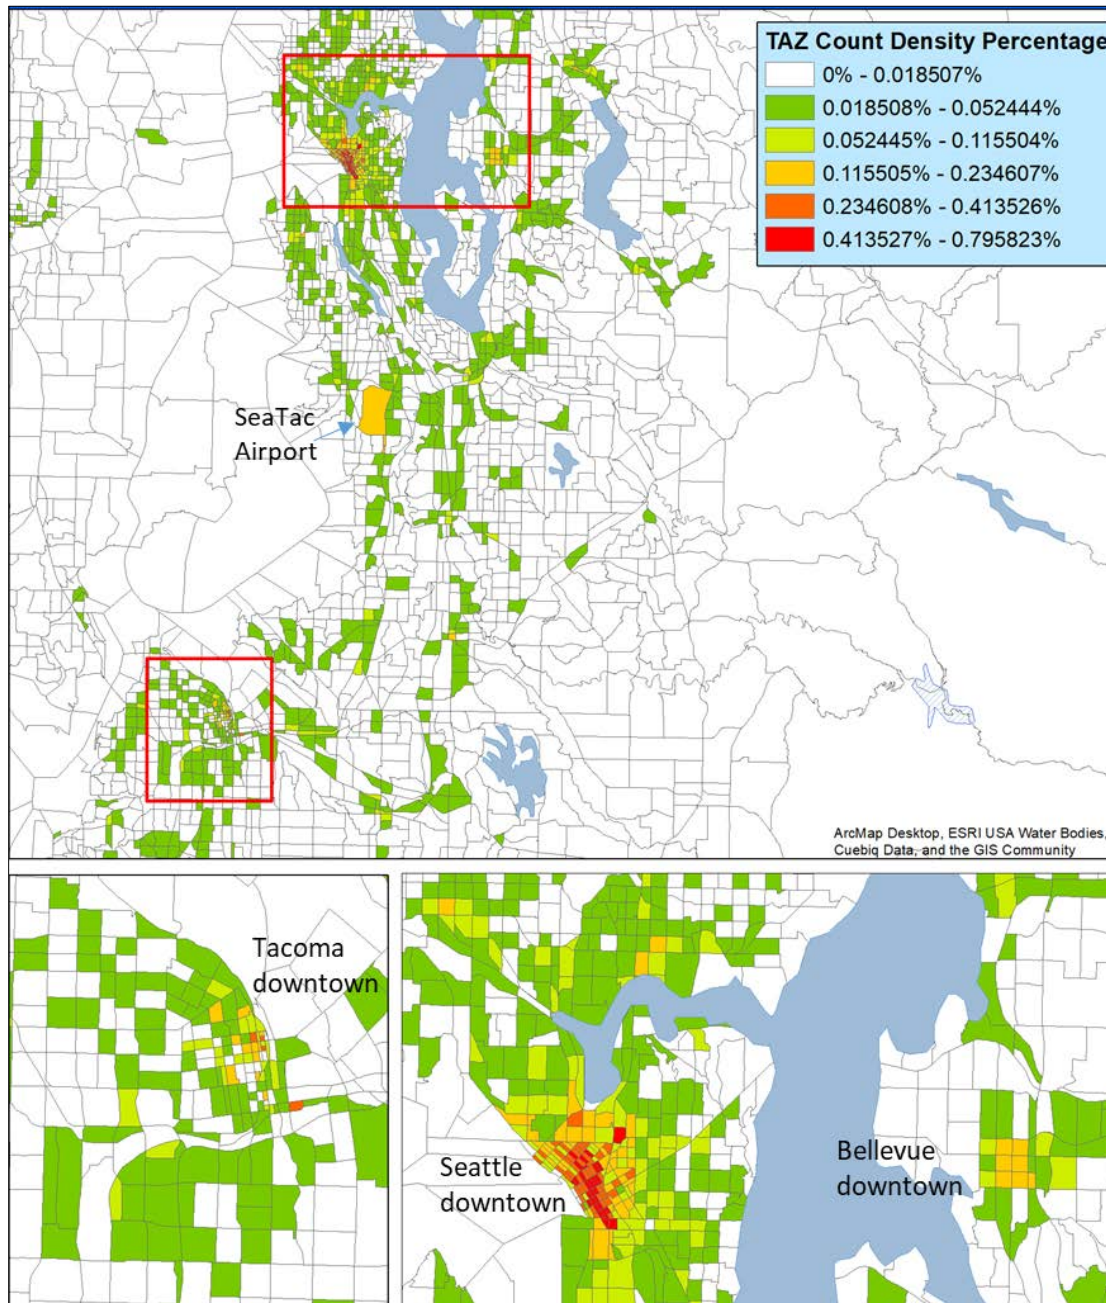 TAZ Count Density Percentage
0% - 0.018507%
0.018508% - 0.052444%
0.052445% - 0.115504%
0.115505% - 0.234607%
0.234608% - 0.413526%
0.413527% - 0.795823%
SeaTac
Airport
ArcMap Desktop, ESRI USA Water Bodies,
Cuebiq Data, and the GIS Community
Tacoma
downtown
Seattle
downtown
Bellevue
downtown